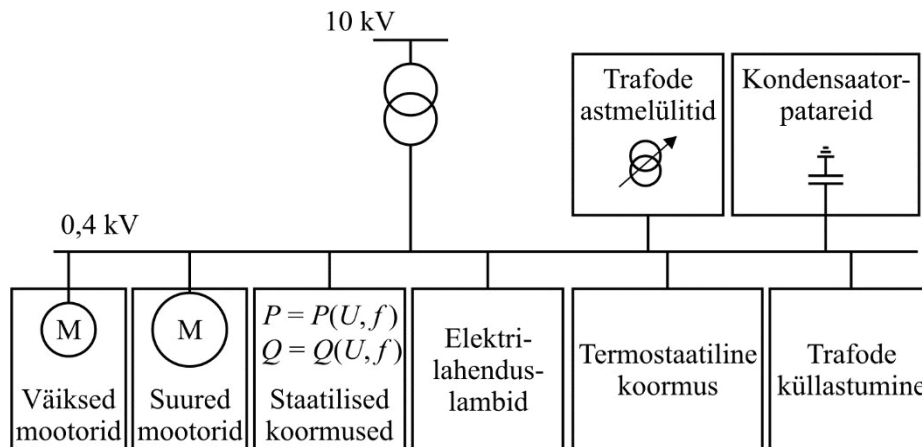 10 kV
Trafode
astmelülitid
Kondensaator-
patareid
0,4 kV
M
Väiksed
mootorid
M
Suured
mootorid
P = P(U, f)
Q = Q(U, f)
Staatilised
koormused
Elektri-
lahendus-
lambid
Termostaatiline
koormus
Trafode
küllastumine